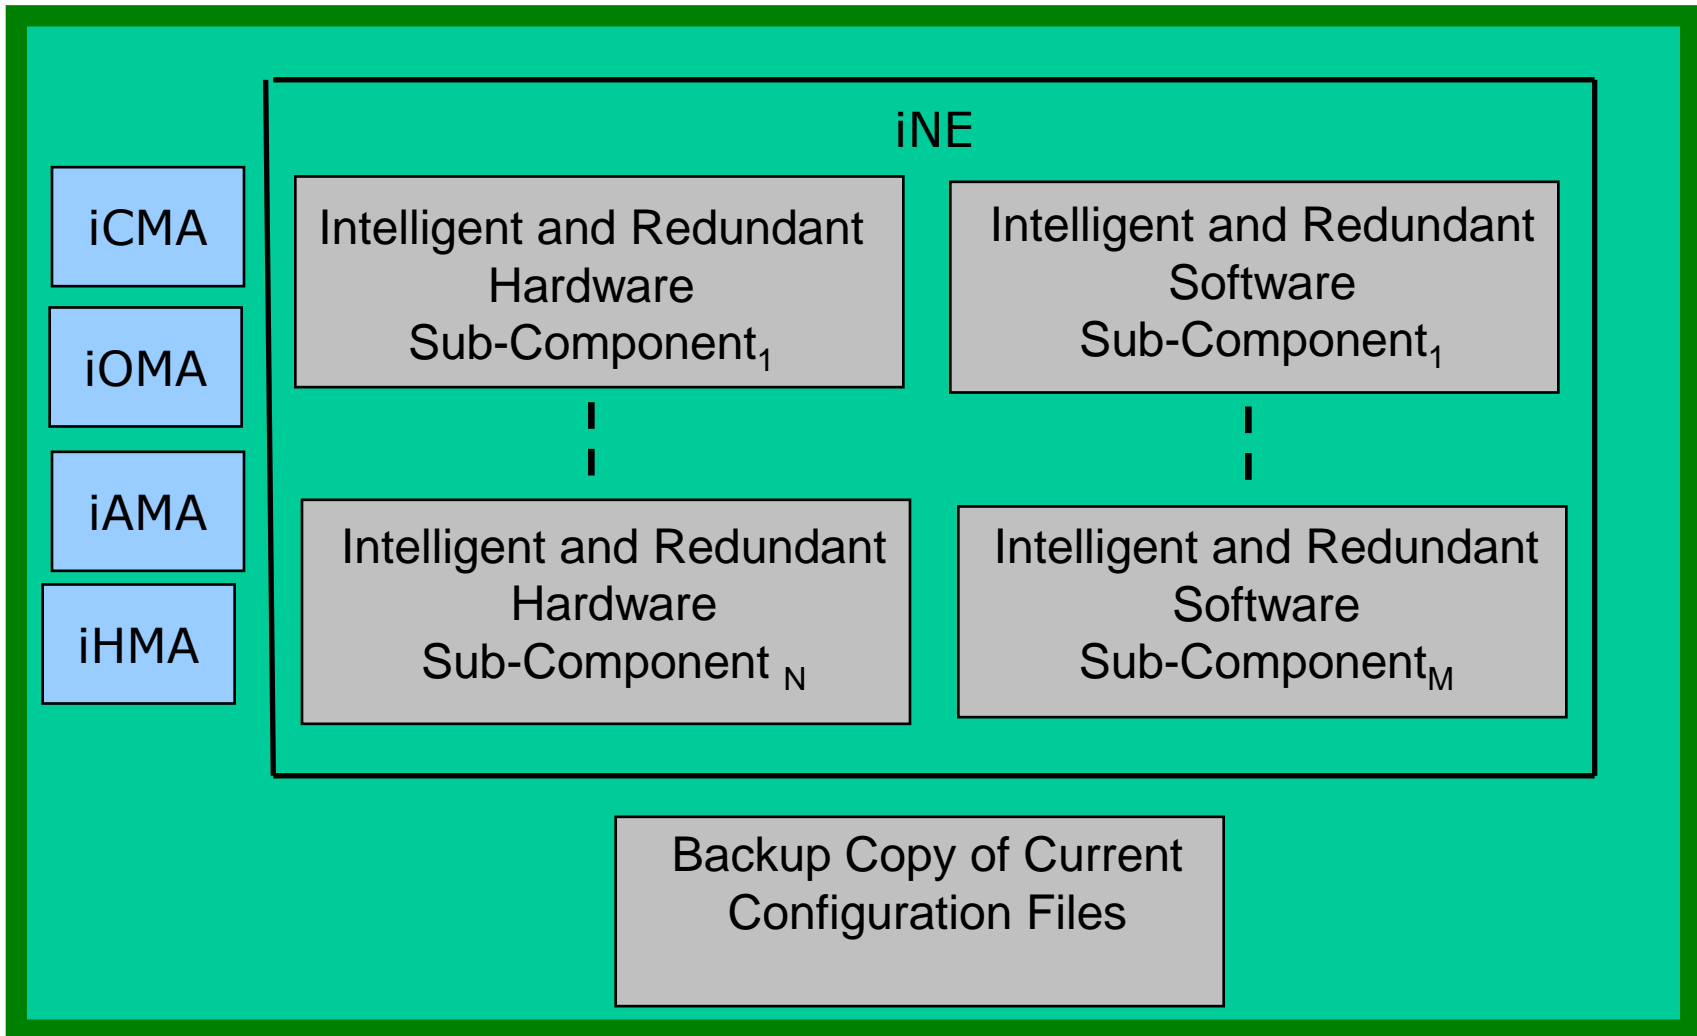 iNE
iCMA
iOMA
iAMA
iHMA
Intelligent and Redundant
Hardware
Sub-Component1
Intelligent and Redundant
Software
Sub-Component1
Intelligent and Redundant
Hardware
Sub-Component N
Intelligent and Redundant
Software
Sub-ComponentM
Backup Copy of Current
Configuration Files